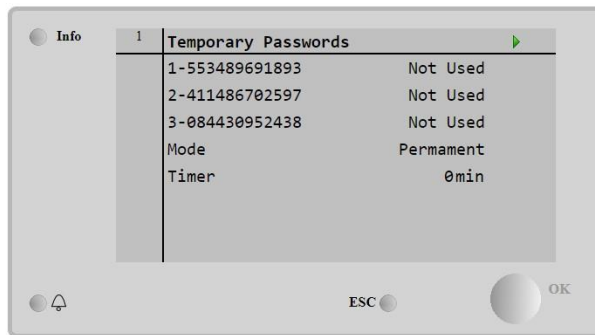 Info
1 Temporary Passwords
1-553489691893 Not Used
2-411486702597 Not Used
3-084430952438 Not Used
Mode Permament
Timer 0min
ESC
OK